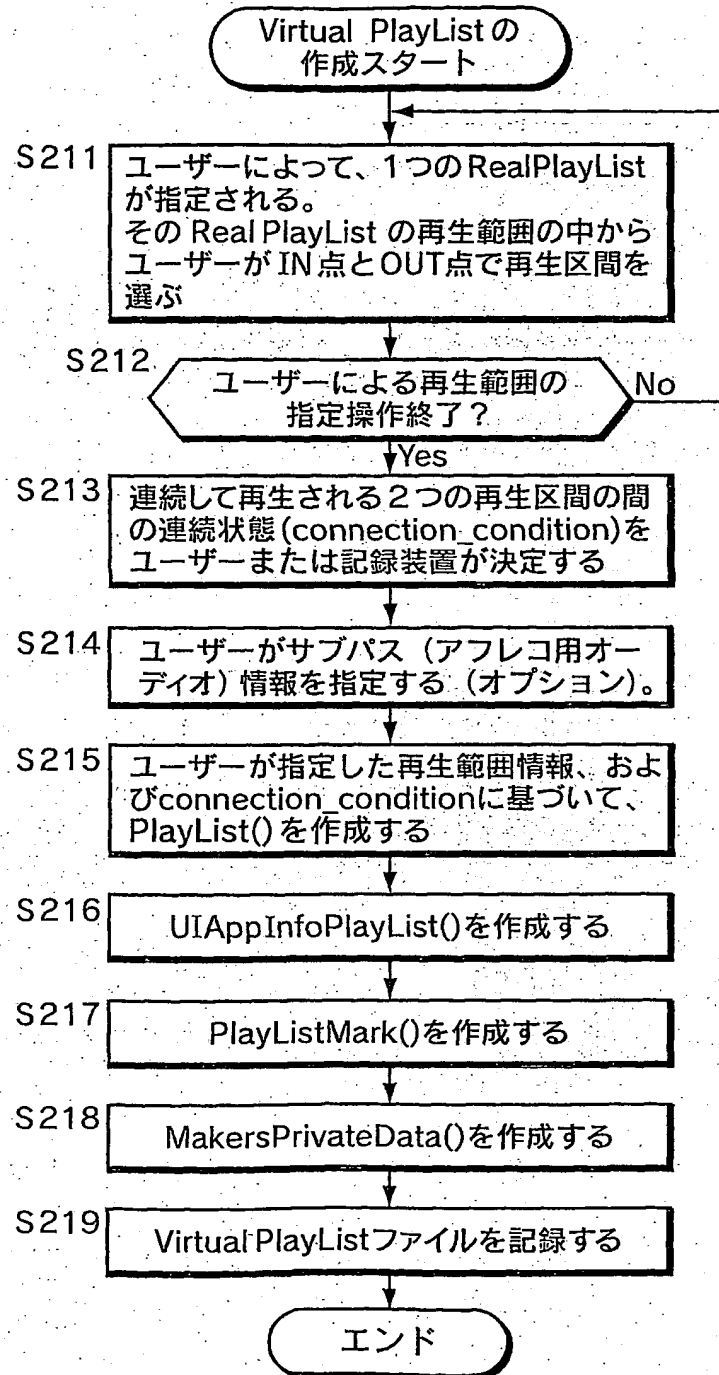 Virtual PlayListの
作成スタート
S211
ユーザーによって、1つのRealPlayList
が指定される。
そのReal PlayList の再生範囲の中から
ユーザーがIN点とOUT点で再生区間を
選ぶ
S212
ユーザーによる再生範囲の
指定操作終了?
No
Yes
S213
連続して再生される2つの再生区間の間
の連続状態(connection_condition)を
ユーザーまたは記録装置が決定する
S214
ユーザーがサブパス(アフレコ用オー
ディオ)情報を指定する(オプション)。
S215
ユーザーが指定した再生範囲情報、およ
びconnection_conditionに基づいて、
PlayList()を作成する
S216
UIAppInfoPlayList()を作成する
S217
PlayListMark()を作成する
S218
MakersPrivateData()を作成する
S219
Virtual PlayListファイルを記録する
エンド